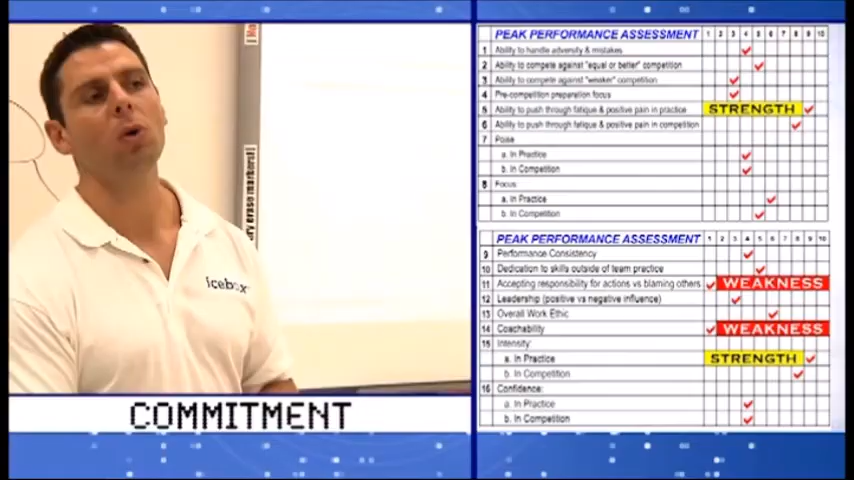 icebox
ry erase markers!
COMMITMENT
PEAK PERFORMANCE ASSESSMENT 1 2 3 4 5 6 7 8 9 10
1 Ability to handle adversity & mistakes
2 Ability to compete against "equal or better" competition
3 Ability to compete against "weaker" competition
4 Pre-competition preparation focus
5 Ability to push through fatigue & positive pain in practice STRENGTH
6 Ability to push through fatigue & positive pain in competition
7 Poise
a. In Practice
b. In Competition
8 Focus
a. In Practice
b. In Competition
PEAK PERFORMANCE ASSESSMENT 1 2 3 4 5 6 7 8 9 10
9 Performance Consistency
10 Dedication to skills outside of team practice
11 Accepting responsibility for actions vs blaming others WEAKNESS
12 Leadership (positive vs negative influence)
13 Overall Work Ethic
14 Coachability WEAKNESS
15 Intensity:
a. In Practice STRENGTH
b. In Competition
16 Confidence:
a. In Practice
b. In Competition